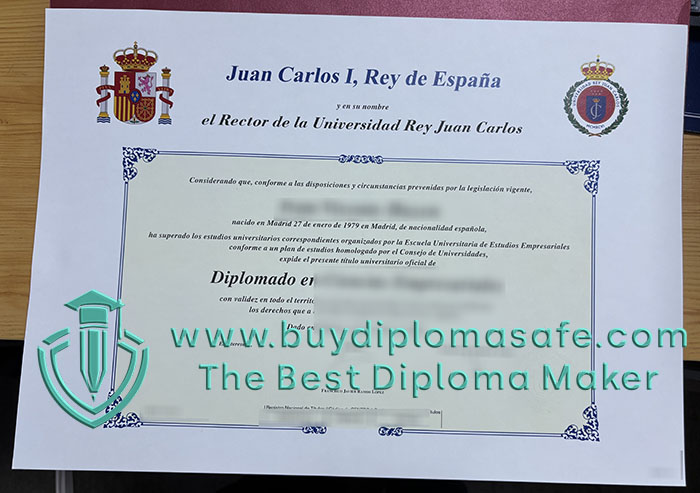 Juan Carlos I, Rey de España
y en su nombre
el Rector de la Universidad Rey Juan Carlos
Considerando que, conforme a las disposiciones y circunstancias prevenidas por la legislación vigente,
nacido en Madrid 27 de enero de 1979 en Madrid, de nacionalidad española,
ha superado los estudios universitarios correspondientes organizados por la Escuela Universitaria de Estudios Empresariales
conforme a un plan de estudios homologado por el Consejo de Universidades,
expide el presente título universitario oficial de
Diplomado en
con validez en todo el territ
los derechos que a
Dado e
www.buydiplomasafe.com
The Best Diploma Maker